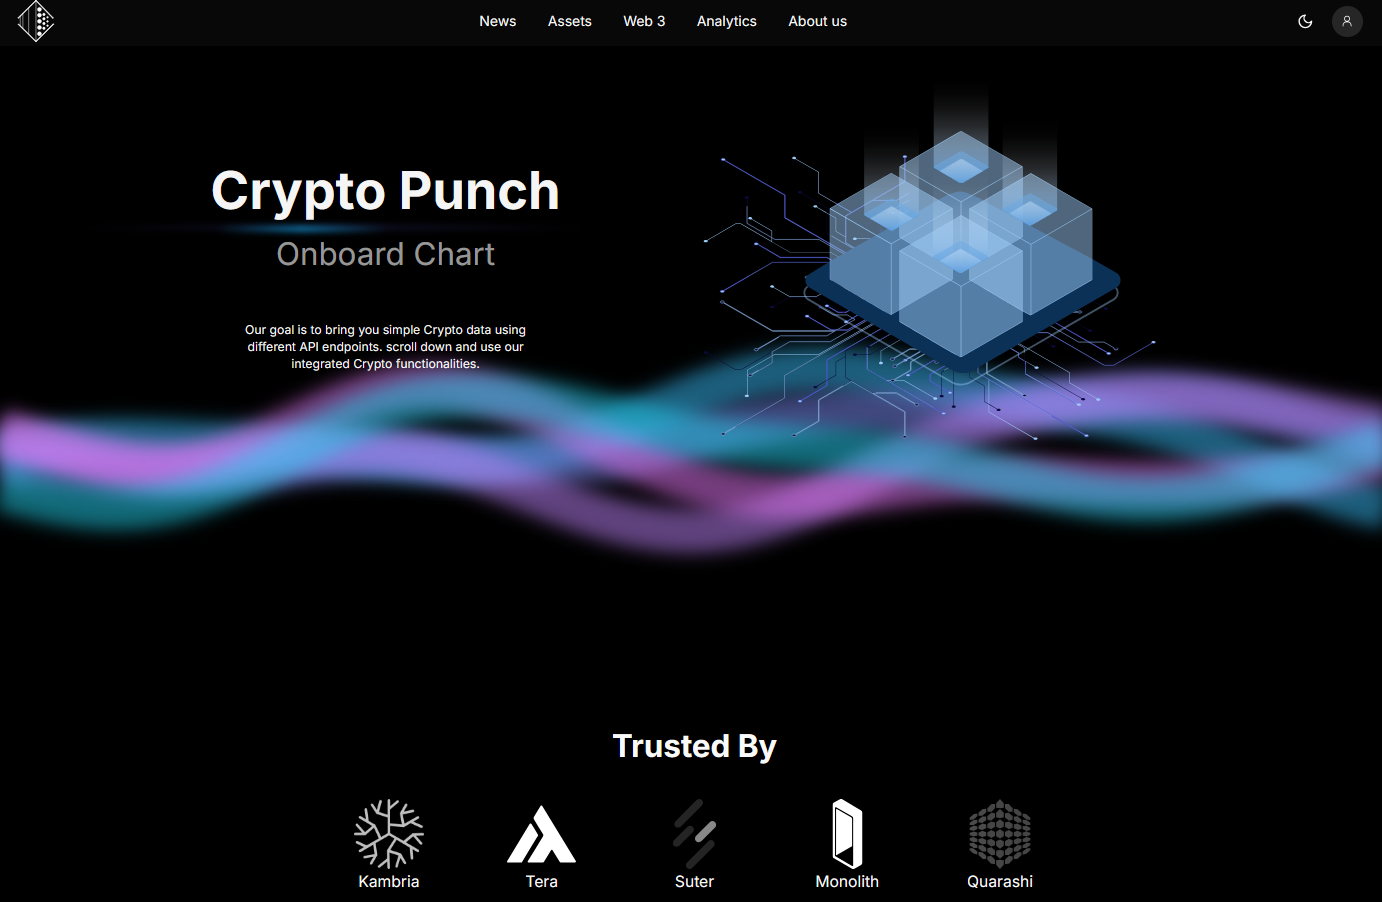 News Assets Web 3 Analytics About us
Crypto Punch
Onboard Chart
Our goal is to bring you simple Crypto data using
different API endpoints. scroll down and use our
integrated Crypto functionalities.
Trusted By
Kambria Tera Suter Monolith Quarashi